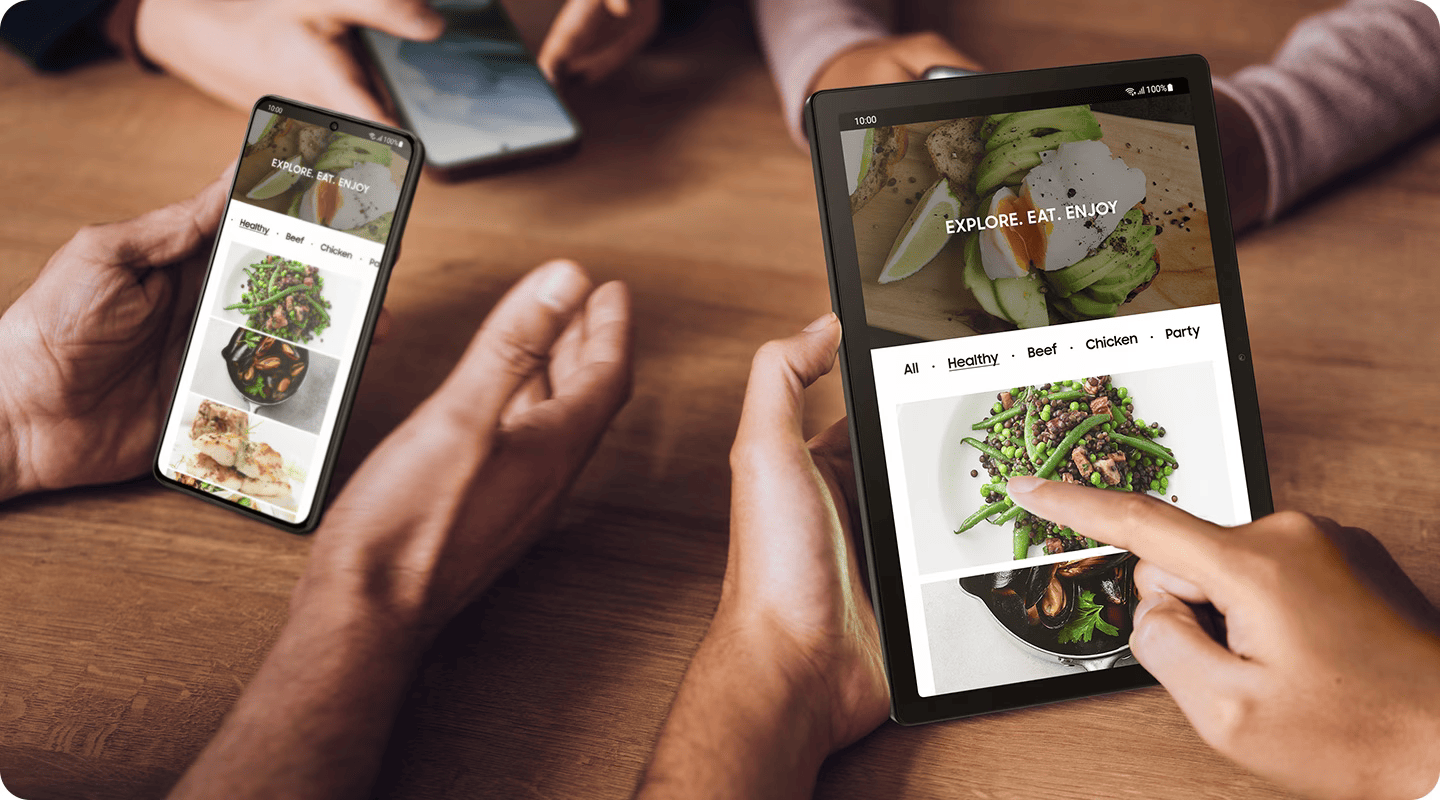 10:00
100%
EXPLORE. EAT. ENJOY
· Healthy · Beef · Chicken · Pa
10:00
100%
EXPLORE. EAT. ENJOY
All · Healthy · Beef · Chicken · Party